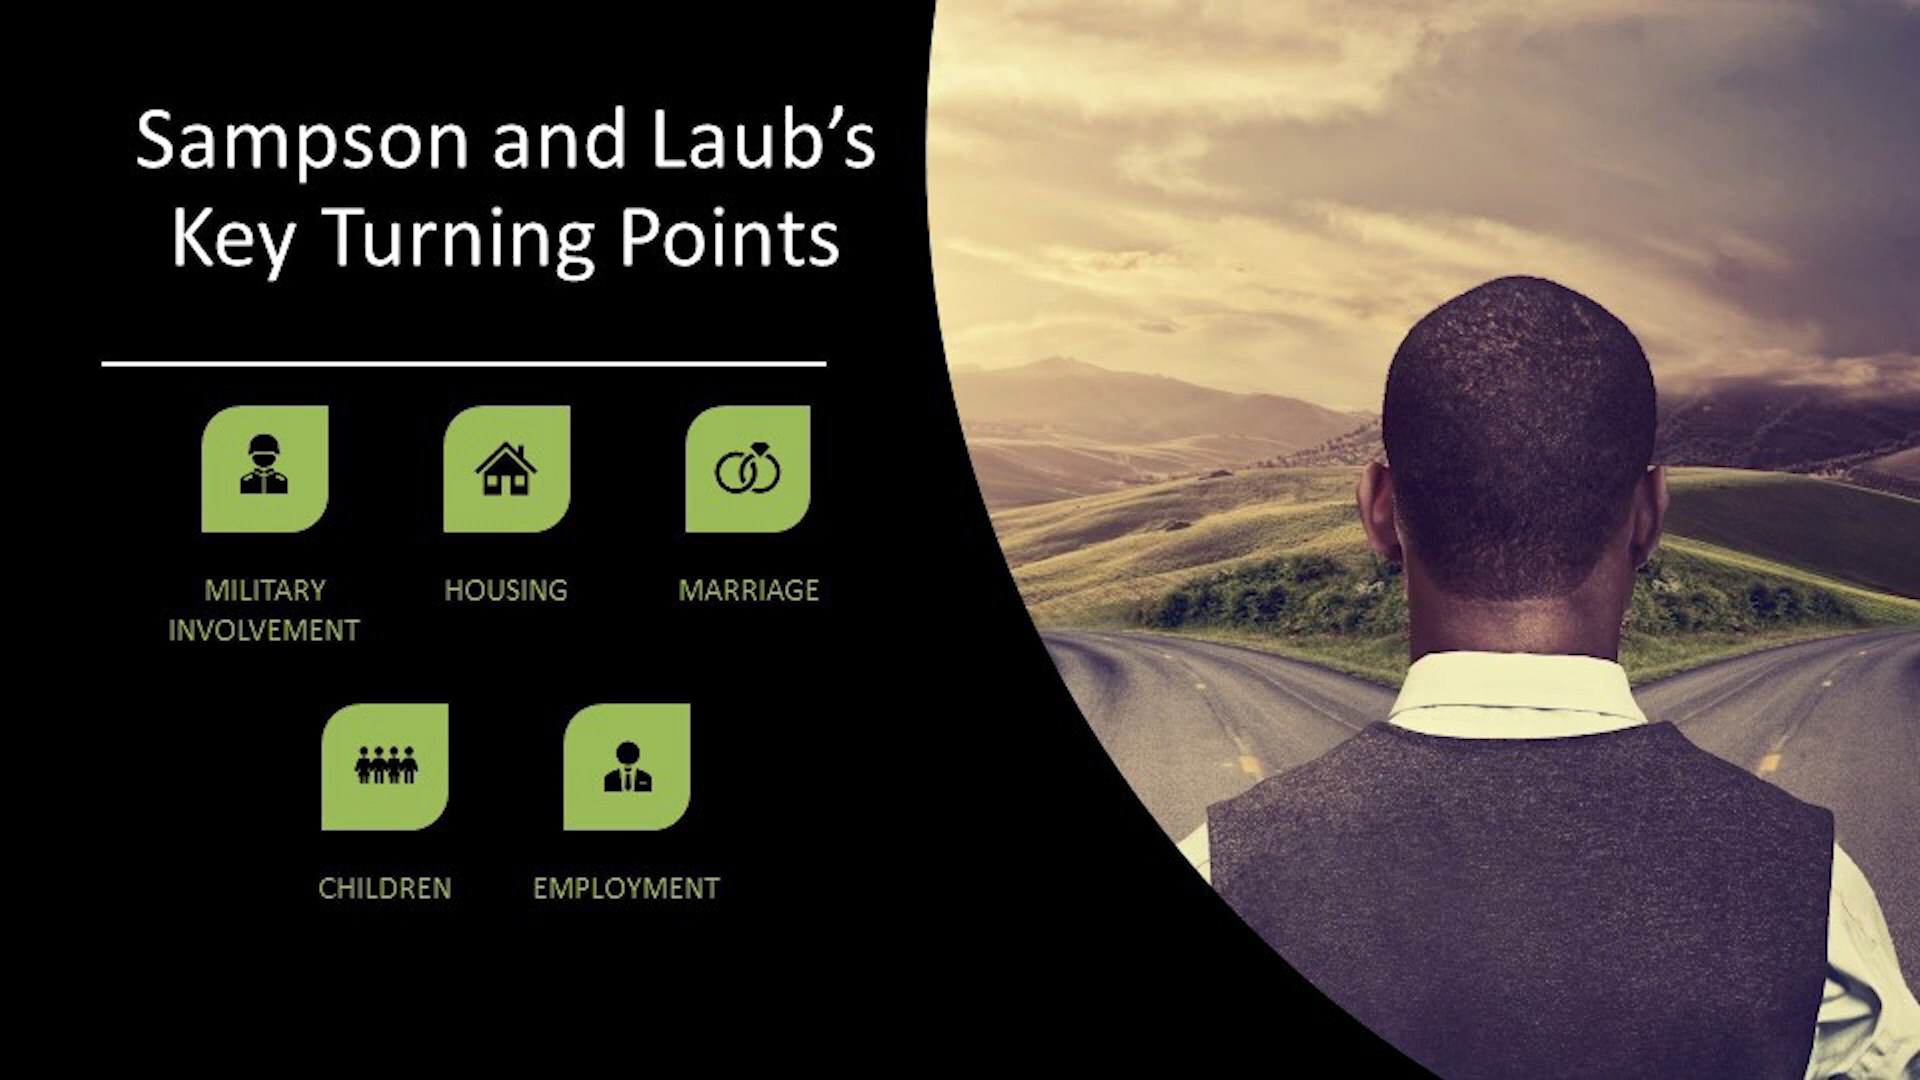 Sampson and Laub’s
Key Turning Points
MILITARY
INVOLVEMENT
HOUSING
MARRIAGE
CHILDREN
EMPLOYMENT